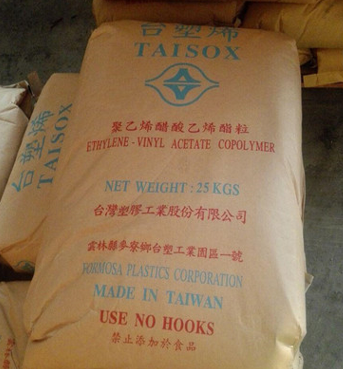 台塑烯
TAISOX
聚乙烯醋酸乙烯酯粒
ETHYLENE-VINYL ACETATE COPOLYMER
NET WEIGHT: 25 KGS
台灣塑膠工業股份有限公司
雲林縣麥寮鄉台塑工業園區一號
FORMOSA PLASTICS CORPORATION
MADE IN TAIWAN
USE NO HOOKS
禁止添加於食品
台塑烯
TAISOX